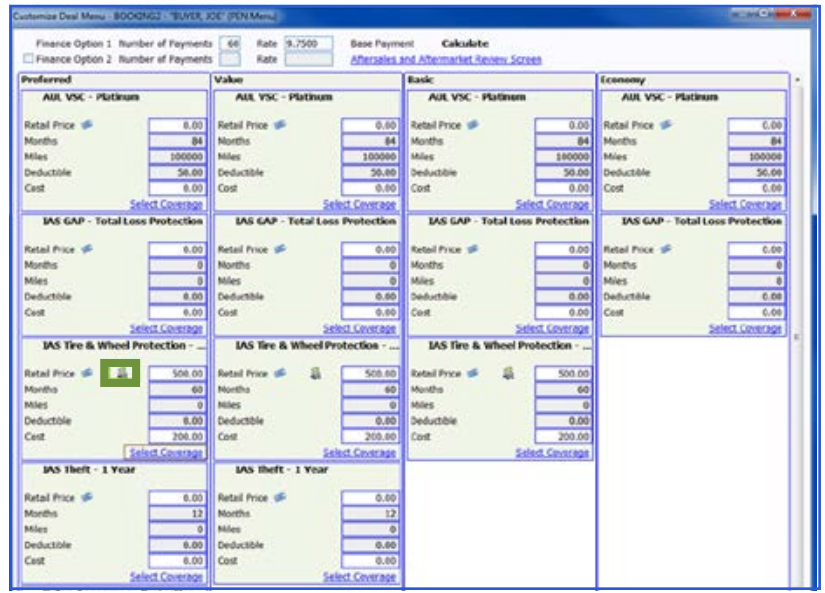 Customize Deal Menu - BOOKING2 - "BUYER, JOE" (PEN Menu)
Finance Option 1 Number of Payments 60 Rate 9.7500 Base Payment Calculate
Finance Option 2 Number of Payments Rate Aftersales and Aftermarket Review Screen
Preferred Value Basic Economy
AUL VSC - Platinum AUL VSC - Platinum AUL VSC - Platinum AUL VSC - Platinum
Retail Price 0.00 Retail Price 0.00 Retail Price 0.00 Retail Price 0.00
Months 84 Months 84 Months 84 Months 84
Miles 100000 Miles 100000 Miles 100000 Miles 100000
Deductible 50.00 Deductible 50.00 Deductible 50.00 Deductible 50.00
Cost 0.00 Cost 0.00 Cost 0.00 Cost 0.00
Select Coverage Select Coverage Select Coverage Select Coverage
IAS GAP - Total Loss Protection IAS GAP - Total Loss Protection IAS GAP - Total Loss Protection IAS GAP - Total Loss Protection
Retail Price 0.00 Retail Price 0.00 Retail Price 0.00 Retail Price 0.00
Months 0 Months 0 Months 0 Months 0
Miles 0 Miles 0 Miles 0 Miles 0
Deductible 0.00 Deductible 0.00 Deductible 0.00 Deductible 0.00
Cost 0.00 Cost 0.00 Cost 0.00 Cost 0.00
Select Coverage Select Coverage Select Coverage Select Coverage
IAS Tire & Wheel Protection - ... IAS Tire & Wheel Protection - ... IAS Tire & Wheel Protection - ...
Retail Price 500.00 Retail Price 500.00 Retail Price 500.00
Months 60 Months 60 Months 60
Miles 0 Miles 0 Miles 0
Deductible 0.00 Deductible 0.00 Deductible 0.00
Cost 200.00 Cost 200.00 Cost 200.00
Select Coverage Select Coverage Select Coverage
IAS Theft - 1 Year IAS Theft - 1 Year
Retail Price 0.00 Retail Price 0.00
Months 12 Months 12
Miles 0 Miles 0
Deductible 0.00 Deductible 0.00
Cost 0.00 Cost 0.00
Select Coverage Select Coverage